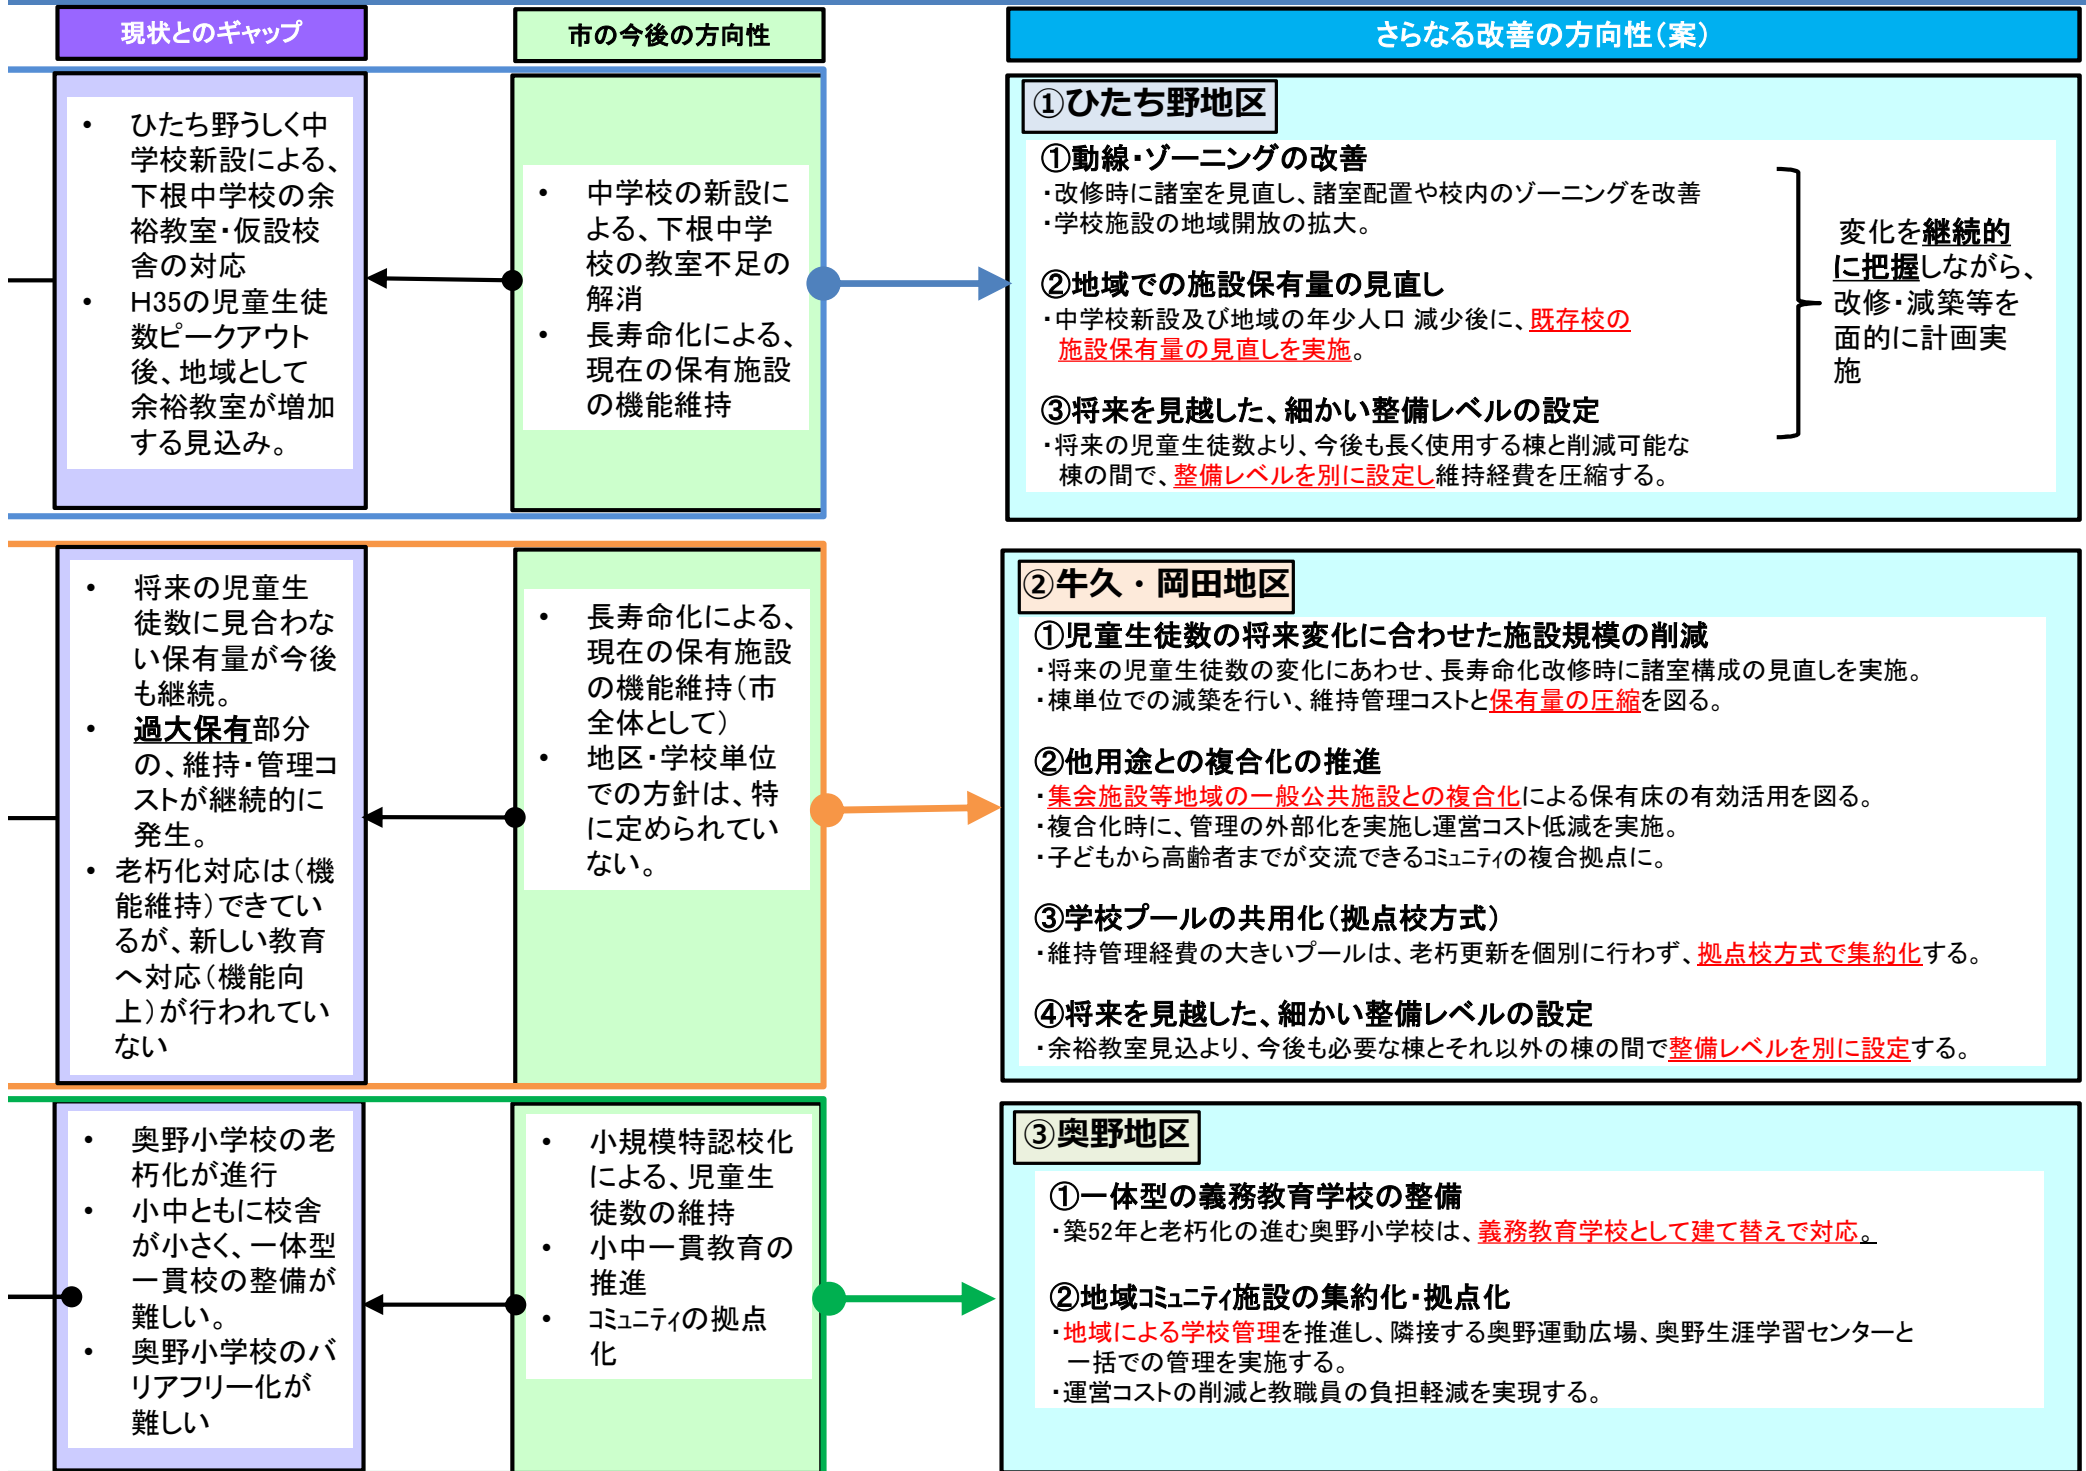 現状とのギャップ
市の今後の方向性
さらなる改善の方向性(案)
• ひたち野うしく中
学校新設による、
下根中学校の余
裕教室・仮設校
舎の対応
• H35の児童生徒
数ピークアウト
後、地域として
余裕教室が増加
する見込み。
• 中学校の新設に
よる、下根中学
校の教室不足の
解消
• 長寿命化による、
現在の保有施設
の機能維持
①ひたち野地区
①動線・ゾーニングの改善
・改修時に諸室を見直し、諸室配置や校内のゾーニングを改善
・学校施設の地域開放の拡大。
②地域での施設保有量の見直し
・中学校新設及び地域の年少人口 減少後に、既存校の
施設保有量の見直しを実施。
③将来を見越した、細かい整備レベルの設定
・将来の児童生徒数より、今後も長く使用する棟と削減可能な
棟の間で、整備レベルを別に設定し維持経費を圧縮する。
変化を継続的
に把握しながら、
改修・減築等を
面的に計画実
施
• 将来の児童生
徒数に見合わな
い保有量が今後
も継続。
• 過大保有部分
の、維持・管理コ
ストが継続的に
発生。
• 老朽化対応は(機
能維持)できてい
るが、新しい教育
へ対応(機能向
上)が行われてい
ない
• 長寿命化による、
現在の保有施設
の機能維持(市
全体として)
• 地区・学校単位
での方針は、特
に定められてい
ない。
②牛久・岡田地区
①児童生徒数の将来変化に合わせた施設規模の削減
・将来の児童生徒数の変化にあわせ、長寿命化改修時に諸室構成の見直しを実施。
・棟単位での減築を行い、維持管理コストと保有量の圧縮を図る。
②他用途との複合化の推進
・集会施設等地域の一般公共施設との複合化による保有床の有効活用を図る。
・複合化時に、管理の外部化を実施し運営コスト低減を実施。
・子どもから高齢者までが交流できるｺﾐｭﾆﾃｨの複合拠点に。
③学校プールの共用化(拠点校方式)
・維持管理経費の大きいプールは、老朽更新を個別に行わず、拠点校方式で集約化する。
④将来を見越した、細かい整備レベルの設定
・余裕教室見込より、今後も必要な棟とそれ以外の棟の間で整備レベルを別に設定する。
• 奥野小学校の老
朽化が進行
• 小中ともに校舎
が小さく、一体型
一貫校の整備が
難しい。
• 奥野小学校のバ
リアフリー化が
難しい
• 小規模特認校化
による、児童生
徒数の維持
• 小中一貫教育の
推進
• ｺﾐｭﾆﾃｨの拠点
化
③奥野地区
①一体型の義務教育学校の整備
・築52年と老朽化の進む奥野小学校は、義務教育学校として建て替えで対応。
②地域ｺﾐｭﾆﾃｨ施設の集約化・拠点化
・地域による学校管理を推進し、隣接する奥野運動広場、奥野生涯学習センターと
一括での管理を実施する。
・運営コストの削減と教職員の負担軽減を実現する。